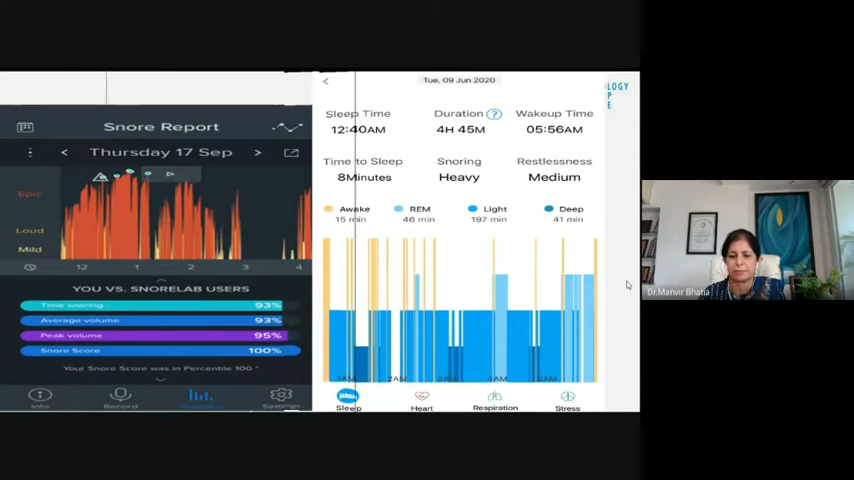 Snore Report
Thursday 17 Sep
Epic
Loud
Mild
12 1 2 3 4
YOU VS. SNORELAB USERS
Time snoring 93%
Average volume 93%
Peak volume 95%
Snore Score 100%
Your Snore Score was in Percentile 100
Info Record Settings
Tue, 09 Jun 2020
Sleep Time Duration ? Wakeup Time
12:40AM 4H 45M 05:56AM
Time to Sleep Snoring Restlessness
8Minutes Heavy Medium
Awake REM Light Deep
15 min 46 min 197 min 41 min
1AM 2AM 3AM 4AM 5AM
Sleep Heart Respiration Stress
OLOGY
P
E
Dr.Manvir Bhatia